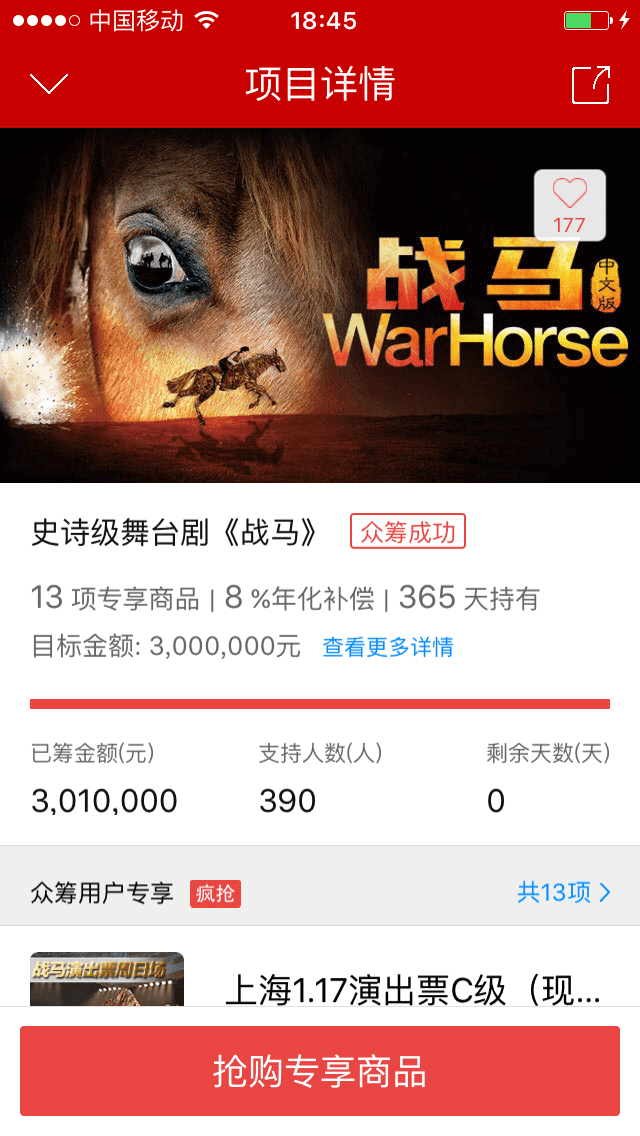 中国移动 18:45
项目详情
177
战马
中文版
WarHorse
史诗级舞台剧《战马》 众筹成功
13 项专享商品 | 8 %年化补偿 | 365 天持有
目标金额: 3,000,000元 查看更多详情
已筹金额(元) 支持人数(人) 剩余天数(天)
3,010,000 390 0
众筹用户专享 疯抢 共13项
战马演出票周日场
上海1.17演出票C级（现...
抢购专享商品